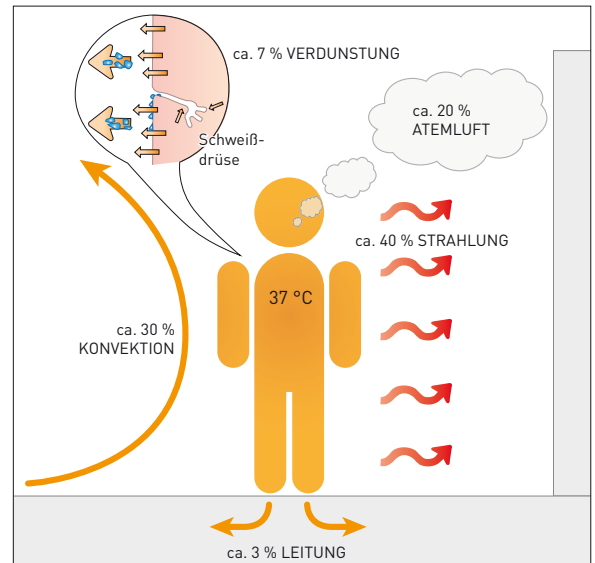 ca. 7 % VERDUNSTUNG
Schweiß-
drüse
ca. 20 %
ATEMLUFT
ca. 40 % STRAHLUNG
37 °C
ca. 30 %
KONVEKTION
ca. 3 % LEITUNG